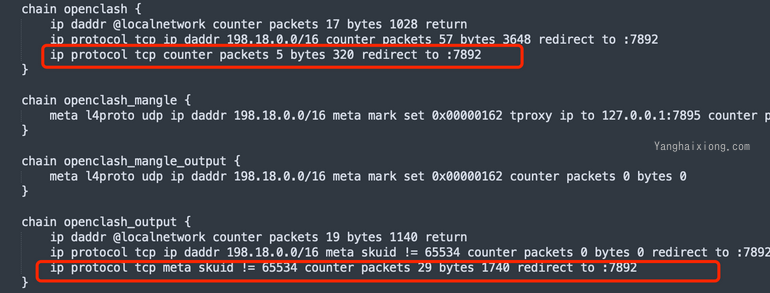 chain openclash {
ip daddr @localnetwork counter packets 17 bytes 1028 return
ip protocol tcp ip daddr 198.18.0.0/16 counter packets 57 bytes 3648 redirect to :7892
ip protocol tcp counter packets 5 bytes 320 redirect to :7892
}
chain openclash_mangle {
meta l4proto udp ip daddr 198.18.0.0/16 meta mark set 0x00000162 tproxy ip to 127.0.0.1:7895 counter p
}
Yanghaixiong.com
chain openclash_mangle_output {
meta l4proto udp ip daddr 198.18.0.0/16 meta mark set 0x00000162 counter packets 0 bytes 0
}
chain openclash_output {
ip daddr @localnetwork counter packets 19 bytes 1140 return
ip protocol tcp ip daddr 198.18.0.0/16 meta skuid != 65534 counter packets 0 bytes 0 redirect to :7892
ip protocol tcp meta skuid != 65534 counter packets 29 bytes 1740 redirect to :7892
}